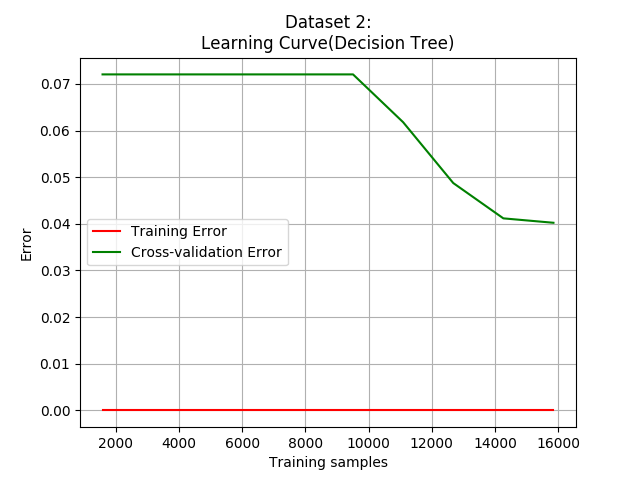 Dataset 2:
Learning Curve(Decision Tree)
0.07
0.06
0.05
0.04
0.03
0.02
0.01
0.00
Error
Training Error
Cross-validation Error
2000 4000 6000 8000 10000 12000 14000 16000
Training samples